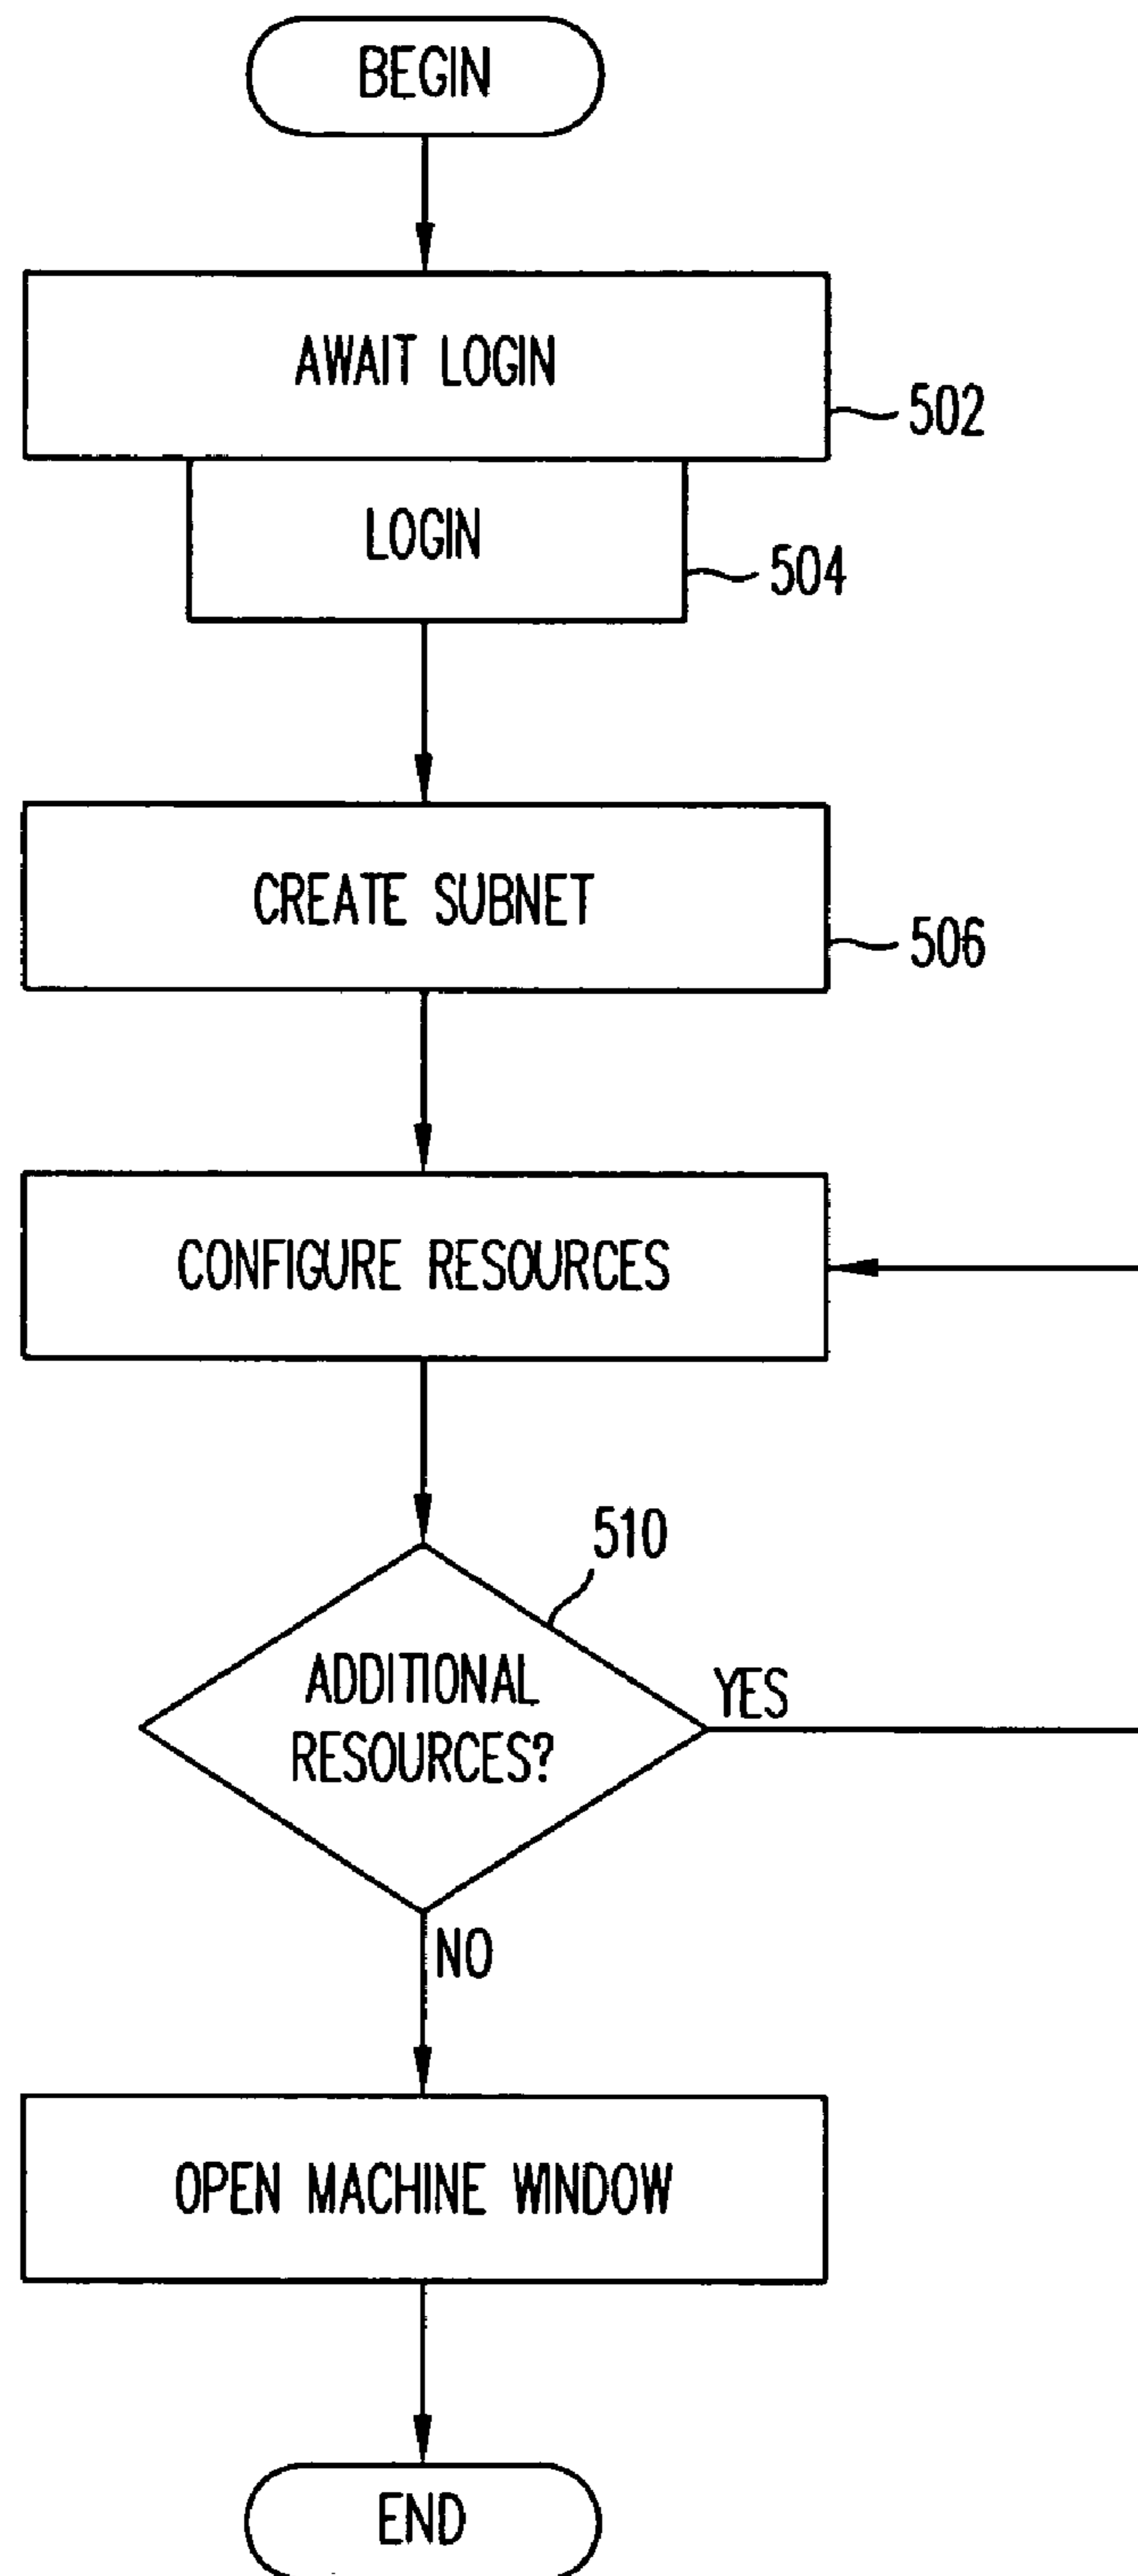 BEGIN
AWAIT LOGIN
502
LOGIN
504
CREATE SUBNET
506
CONFIGURE RESOURCES
510
ADDITIONAL
RESOURCES?
YES
NO
OPEN MACHINE WINDOW
END